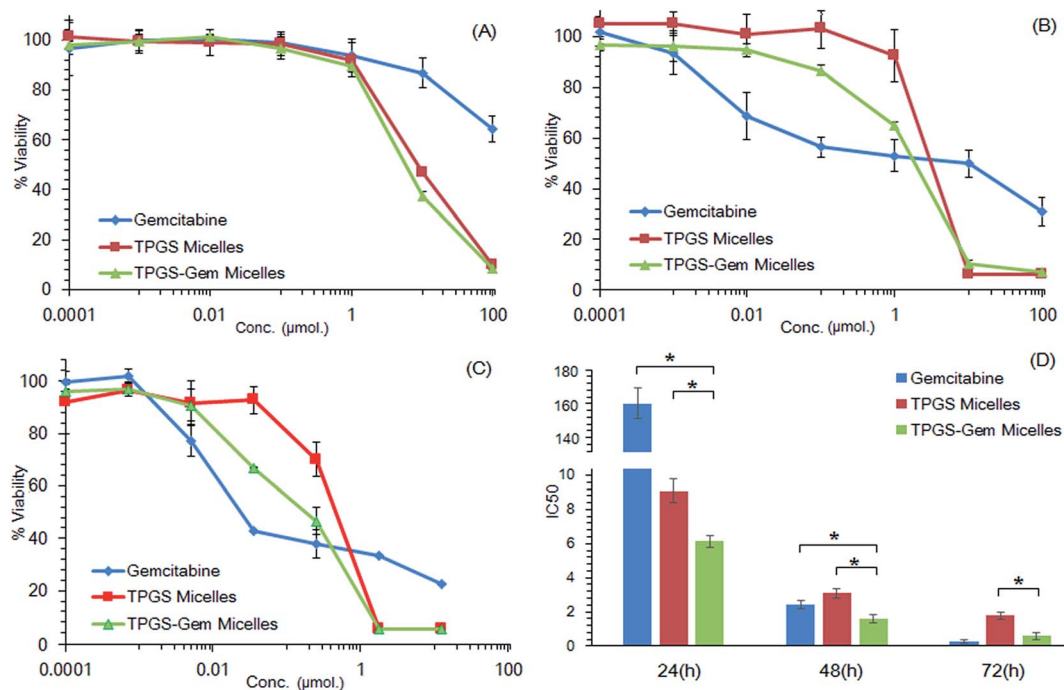 (A)
% Viability
100
80
60
40
20
0
Gemcitabine
TPGS Micelles
TPGS-Gem Micelles
0.0001 0.01 1 100
Conc. (µmol.)
(B)
% Viability
100
80
60
40
20
0
Gemcitabine
TPGS Micelles
TPGS-Gem Micelles
0.0001 0.01 1 100
Conc. (µmol.)
(C)
% Viability
100
80
60
40
20
0
Gemcitabine
TPGS Micelles
TPGS-Gem Micelles
0.0001 0.01 1 100
Conc. (µmol.)
(D)
IC50
180
160
140
10
8
6
4
2
0
* *
Gemcitabine
TPGS Micelles
TPGS-Gem Micelles
* *
*
24(h) 48(h) 72(h)